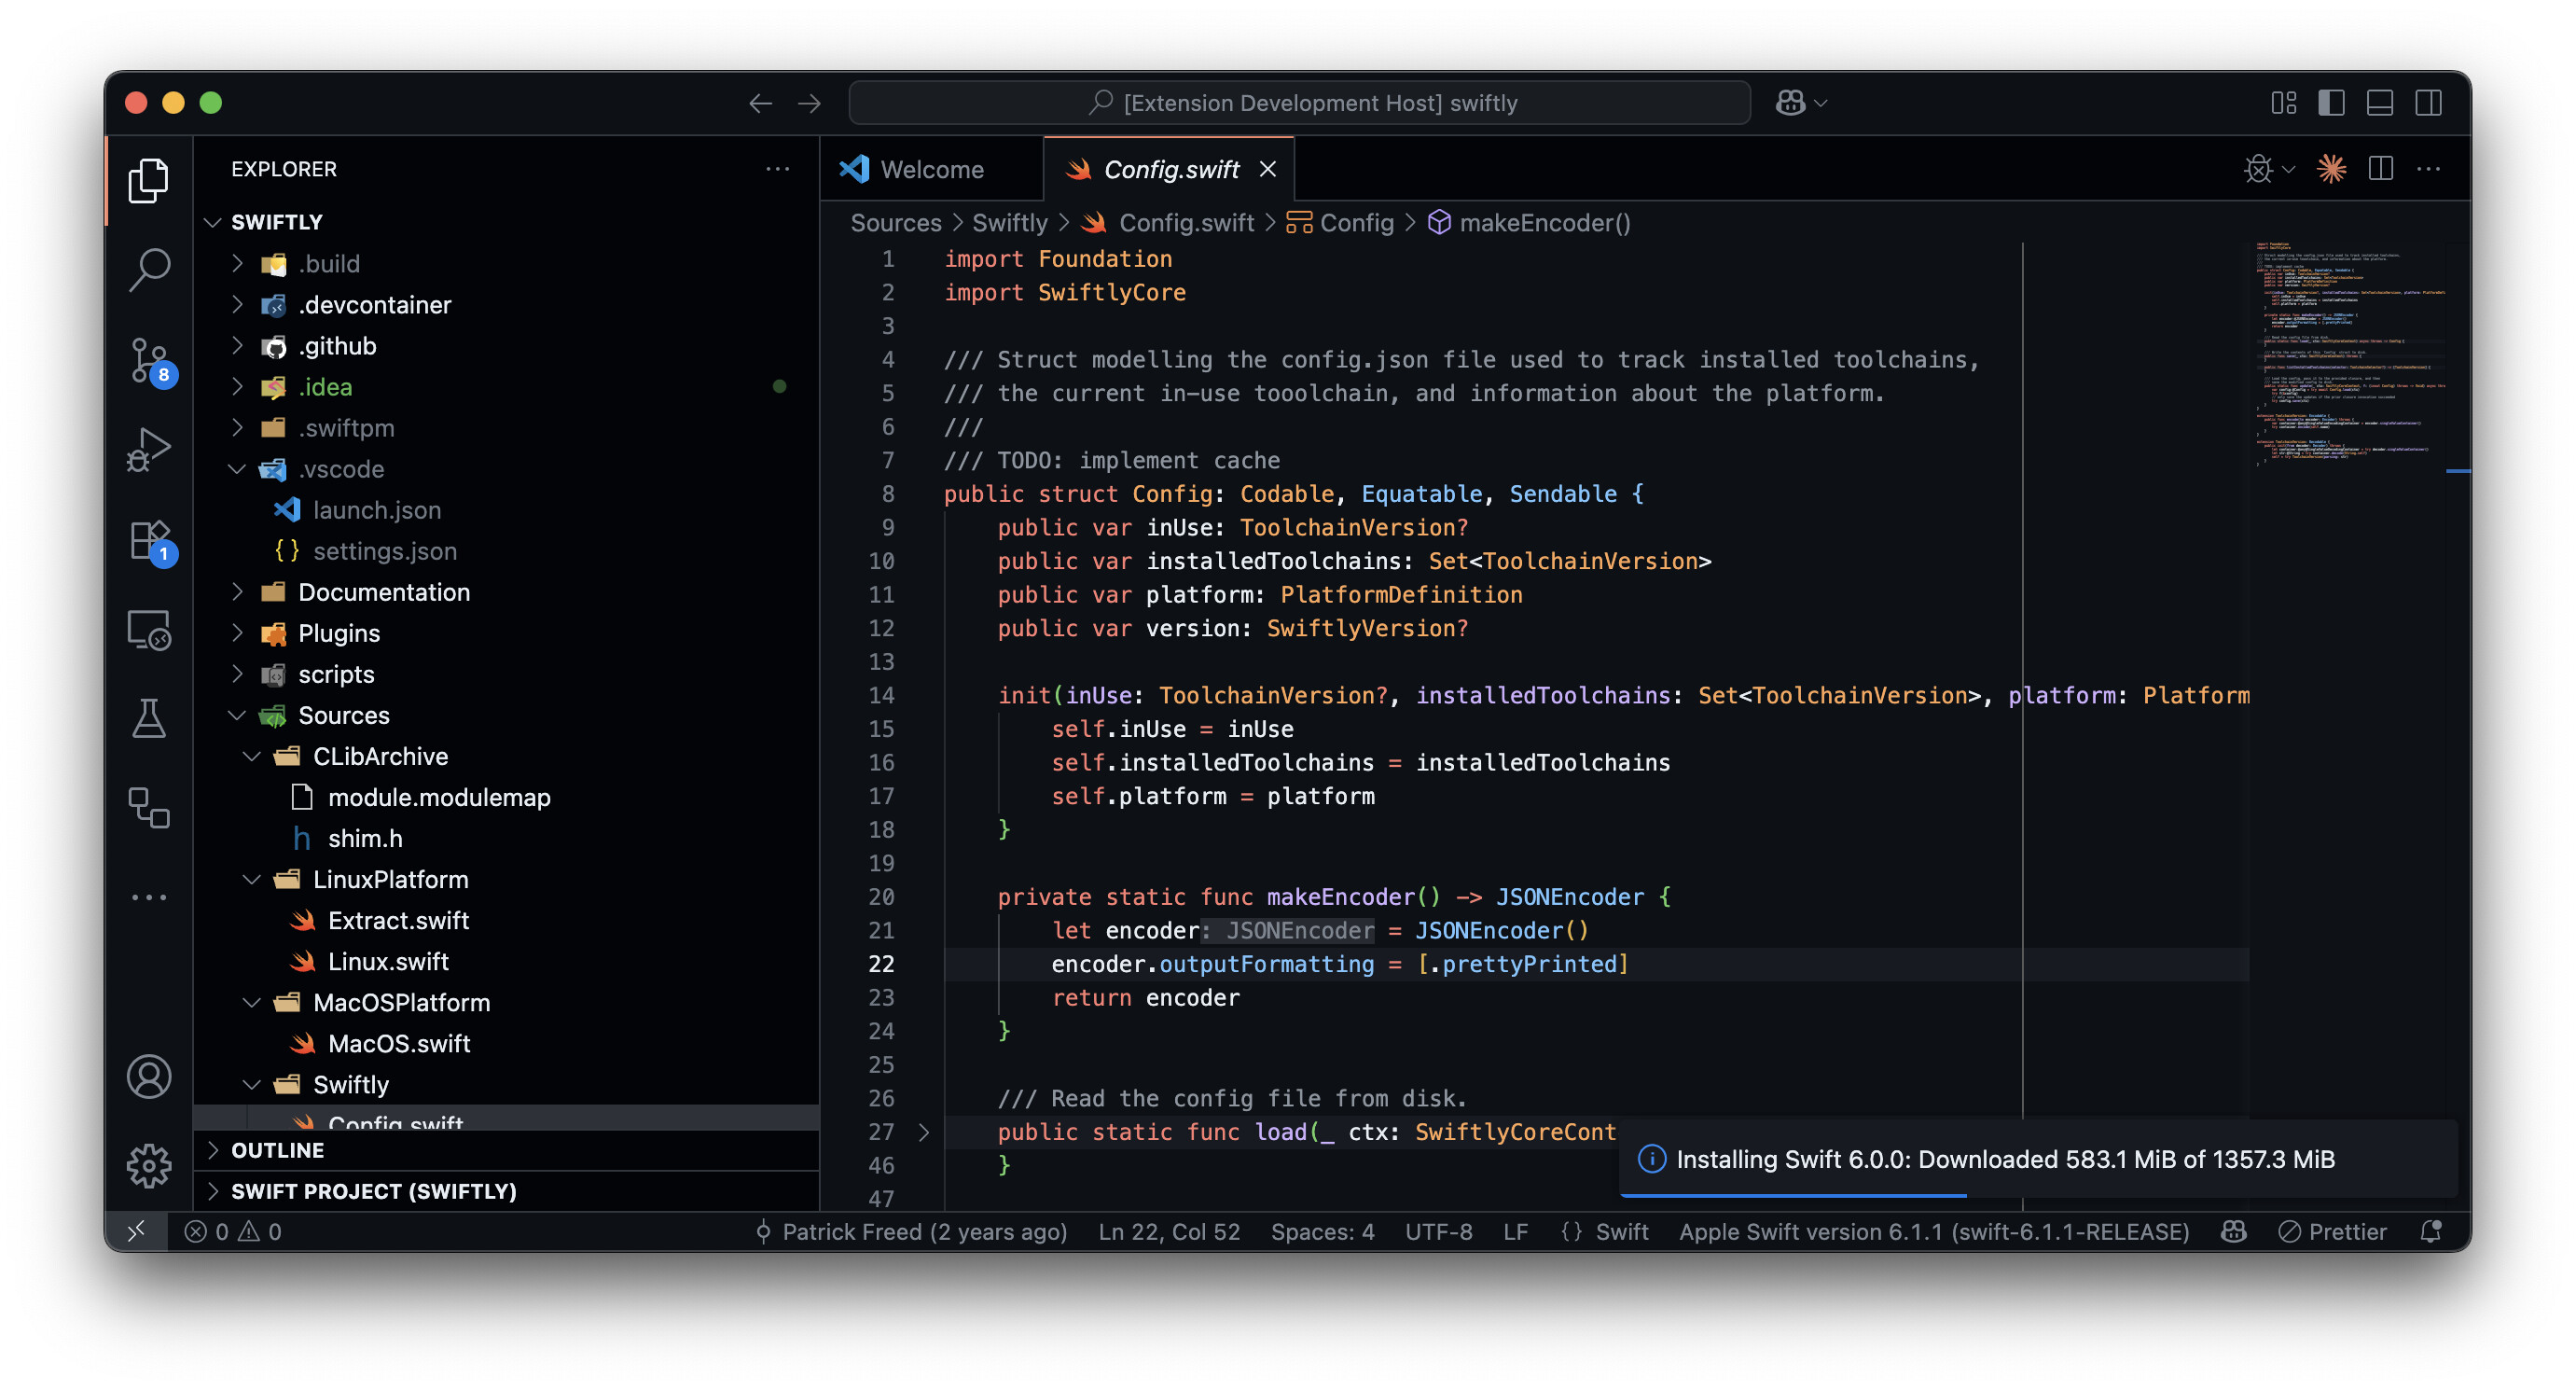 [Extension Development Host] swiftly
EXPLORER
SWIFTLY
.build
.devcontainer
.github
.idea
.swiftpm
.vscode
launch.json
{} settings.json
Documentation
Plugins
scripts
Sources
CLibArchive
module.modulemap
h shim.h
LinuxPlatform
Extract.swift
Linux.swift
MacOSPlatform
MacOS.swift
Swiftly
Config.swift
OUTLINE
SWIFT PROJECT (SWIFTLY)
8
1
Welcome
Config.swift
Sources > Swiftly > Config.swift > Config > makeEncoder()
1 import Foundation
2 import SwiftlyCore
3
4 /// Struct modelling the config.json file used to track installed toolchains,
5 /// the current in-use tooolchain, and information about the platform.
6 ///
7 /// TODO: implement cache
8 public struct Config: Codable, Equatable, Sendable {
9 public var inUse: ToolchainVersion?
10 public var installedToolchains: Set<ToolchainVersion>
11 public var platform: PlatformDefinition
12 public var version: SwiftlyVersion?
13
14 init(inUse: ToolchainVersion?, installedToolchains: Set<ToolchainVersion>, platform: Platform
15 self.inUse = inUse
16 self.installedToolchains = installedToolchains
17 self.platform = platform
18 }
19
20 private static func makeEncoder() -> JSONEncoder {
21 let encoder: JSONEncoder = JSONEncoder()
22 encoder.outputFormatting = [.prettyPrinted]
23 return encoder
24 }
25
26 /// Read the config file from disk.
27 public static func load(_ ctx: SwiftlyCoreCont
46 }
47
Installing Swift 6.0.0: Downloaded 583.1 MiB of 1357.3 MiB
0 0 Patrick Freed (2 years ago) Ln 22, Col 52 Spaces: 4 UTF-8 LF {} Swift Apple Swift version 6.1.1 (swift-6.1.1-RELEASE) Prettier